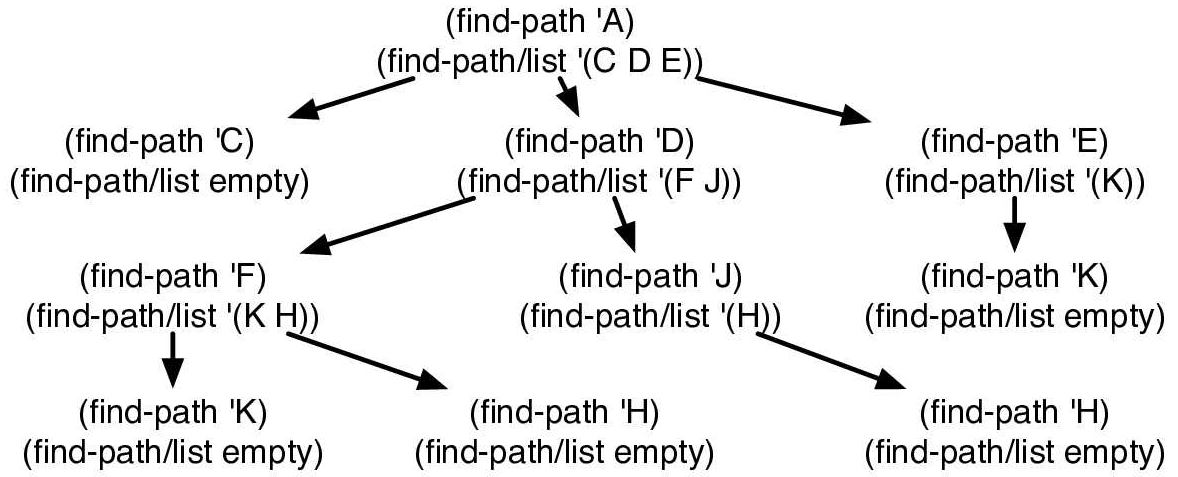 (find-path 'A)
(find-path/list '(C D E))
(find-path 'C)
(find-path/list empty)
(find-path 'D)
(find-path/list '(F J))
(find-path 'E)
(find-path/list '(K))
(find-path 'F)
(find-path/list '(K H))
(find-path 'J)
(find-path/list '(H))
(find-path 'K)
(find-path/list empty)
(find-path 'K)
(find-path/list empty)
(find-path 'H)
(find-path/list empty)
(find-path 'H)
(find-path/list empty)